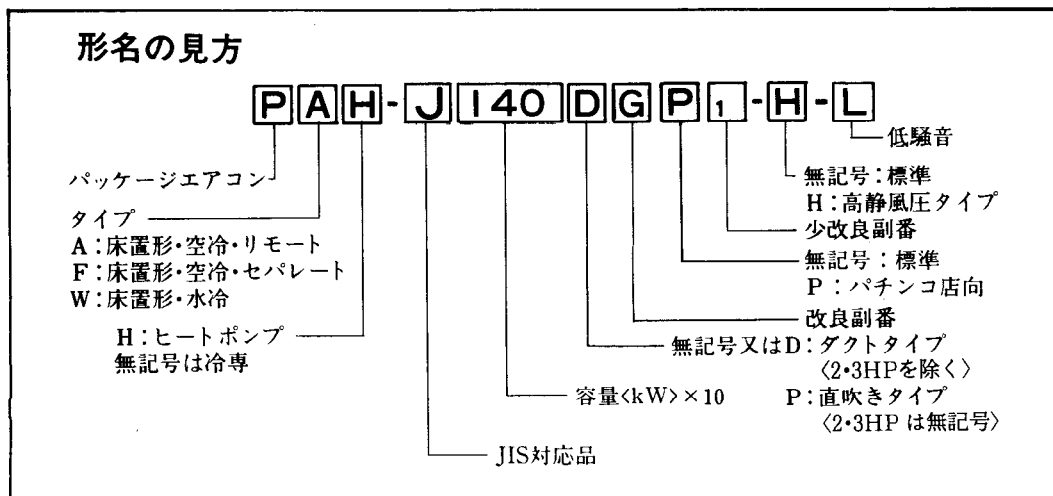 形名の見方
PAH-J140DGP1-H-L
低騒音
パッケージエアコン
無記号:標準
H:高静風圧タイプ
タイプ
少改良副番
A:床置形・空冷・リモート
F:床置形・空冷・セパレート
無記号:標準
W:床置形・水冷
P:パチンコ店向
H:ヒートポンプ
改良副番
無記号は冷専
無記号又はD:ダクトタイプ
〈2・3HPを除く〉
容量<kW>×10
P:直吹きタイプ
〈2・3HPは無記号〉
JIS対応品